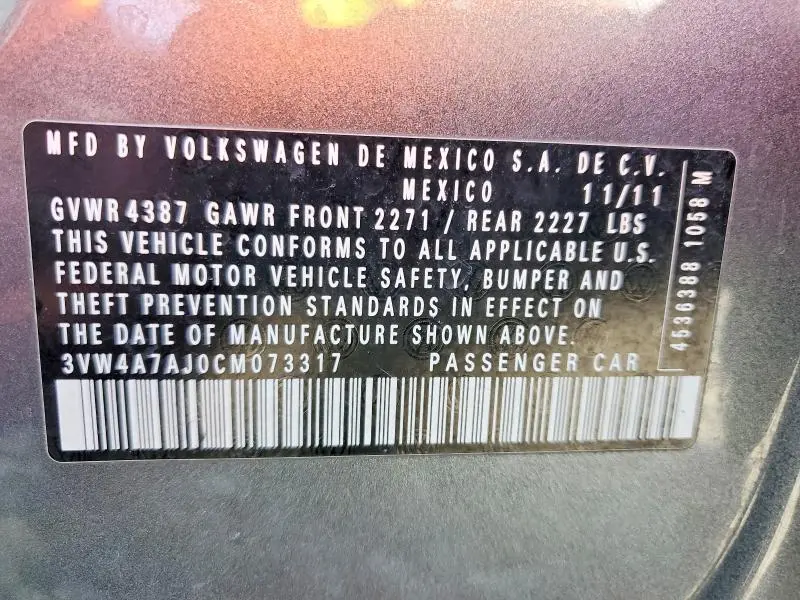 MFD BY VOLKSWAGEN DE MEXICO S.A. DE C.V.
MEXICO 11/11
GVWR 4387 GAWR FRONT 2271 / REAR 2227 LBS
THIS VEHICLE CONFORMS TO ALL APPLICABLE U.S.
FEDERAL MOTOR VEHICLE SAFETY, BUMPER AND
THEFT PREVENTION STANDARDS IN EFFECT ON
THE DATE OF MANUFACTURE SHOWN ABOVE.
3VW4A7AJ0CM073317 PASSENGER CAR
4536388 1058 M